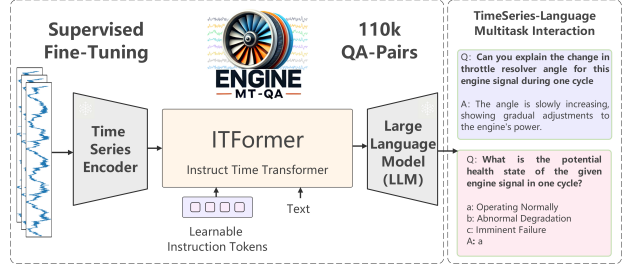 Supervised
Fine-Tuning
ENGINE
MT-QA
110k
QA-Pairs
Time
Series
Encoder
ITFormer
Instruct Time Transformer
Large
Language
Model
(LLM)
Learnable
Instruction Tokens
Text
TimeSeries-Language
Multitask Interaction
Q: Can you explain the change in
throttle resolver angle for this
engine signal during one cycle
A: The angle is slowly increasing,
showing gradual adjustments to
the engine's power.
Q: What is the potential
health state of the given
engine signal in one cycle?
a: Operating Normally
b: Abnormal Degradation
c: Imminent Failure
A: a